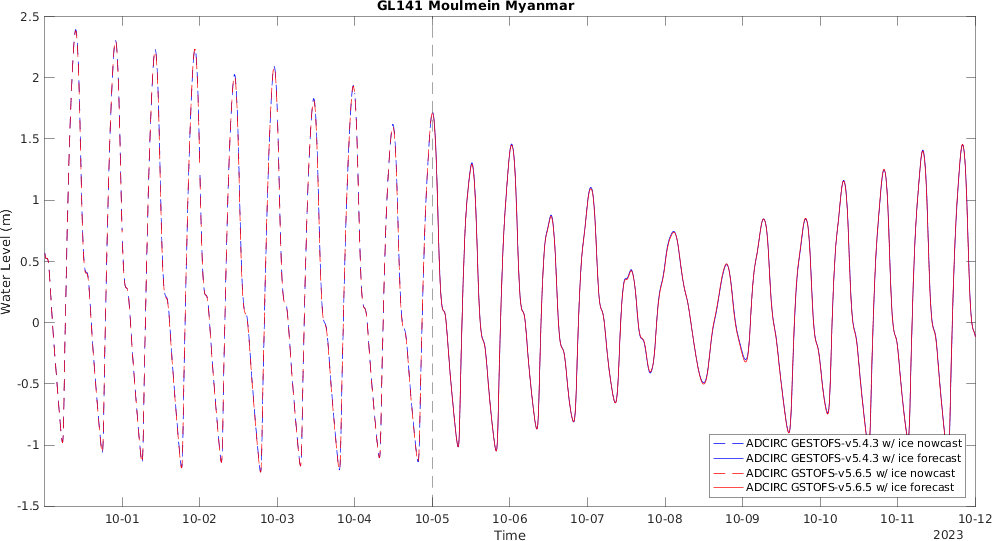 GL141 Moulmein Myanmar
2.5
2
1.5
1
0.5
0
-0.5
-1
-1.5
Water Level (m)
10-01 10-02 10-03 10-04 10-05 10-06 10-07 10-08 10-09 10-10 10-11 10-12
Time
2023
ADCIRC GESTOFS-v5.4.3 w/ ice nowcast
ADCIRC GESTOFS-v5.4.3 w/ ice forecast
ADCIRC GSTOFS-v5.6.5 w/ ice nowcast
ADCIRC GSTOFS-v5.6.5 w/ ice forecast